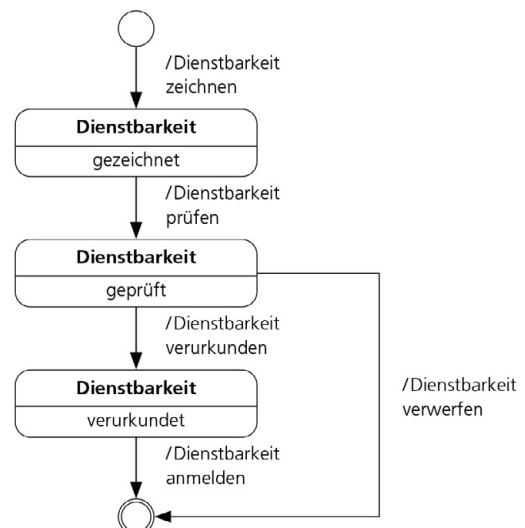 /Dienstbarkeit
zeichnen
Dienstbarkeit
gezeichnet
/Dienstbarkeit
prüfen
Dienstbarkeit
geprüft
/Dienstbarkeit
verurkunden
Dienstbarkeit
verurkundet
/Dienstbarkeit
verwerfen
/Dienstbarkeit
anmelden